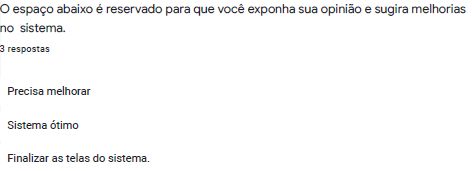 O espaço abaixo é reservado para que você exponha sua opinião e sugira melhorias
no sistema.
3 respostas
Precisa melhorar
Sistema ótimo
Finalizar as telas do sistema.